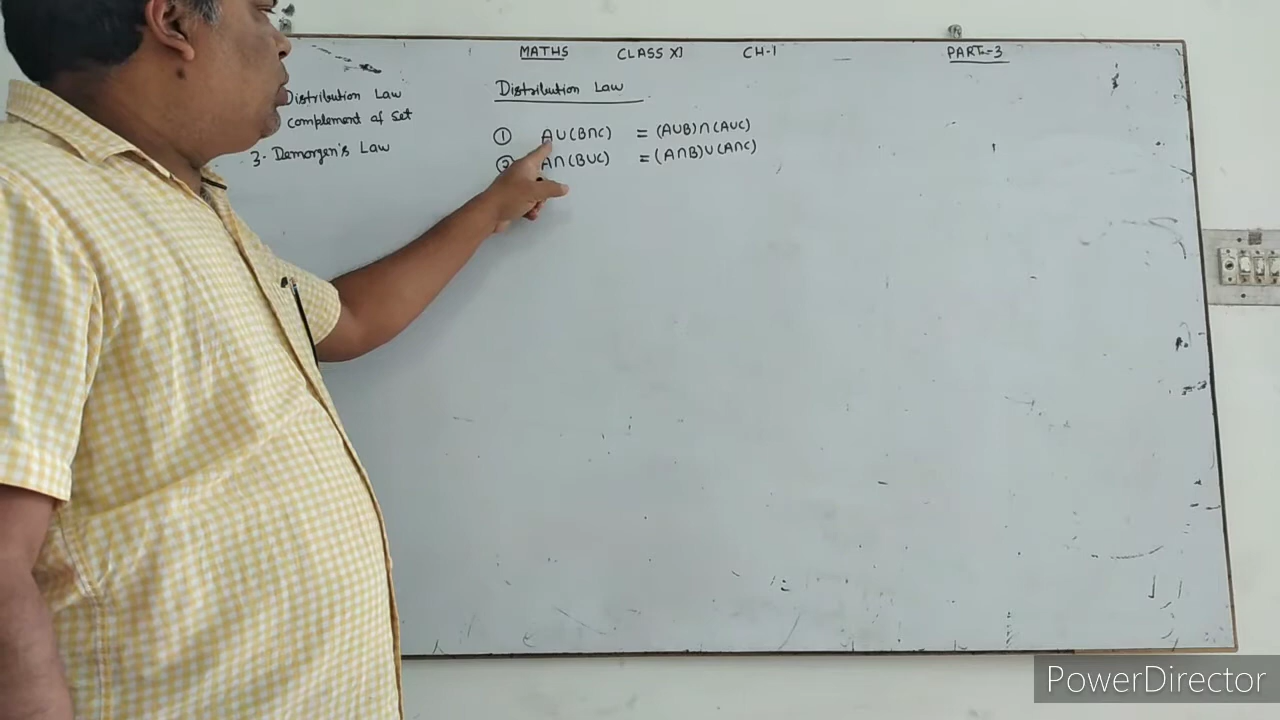 MATHS CLASS XI CH-1 PART-3
Distribution Law
complement of Set
3. Demorgen's Law
Distribution Law
① A∪(B∩C) = (A∪B)∩(A∪C)
② A∩(B∪C) = (A∩B)∪(A∩C)
PowerDirector